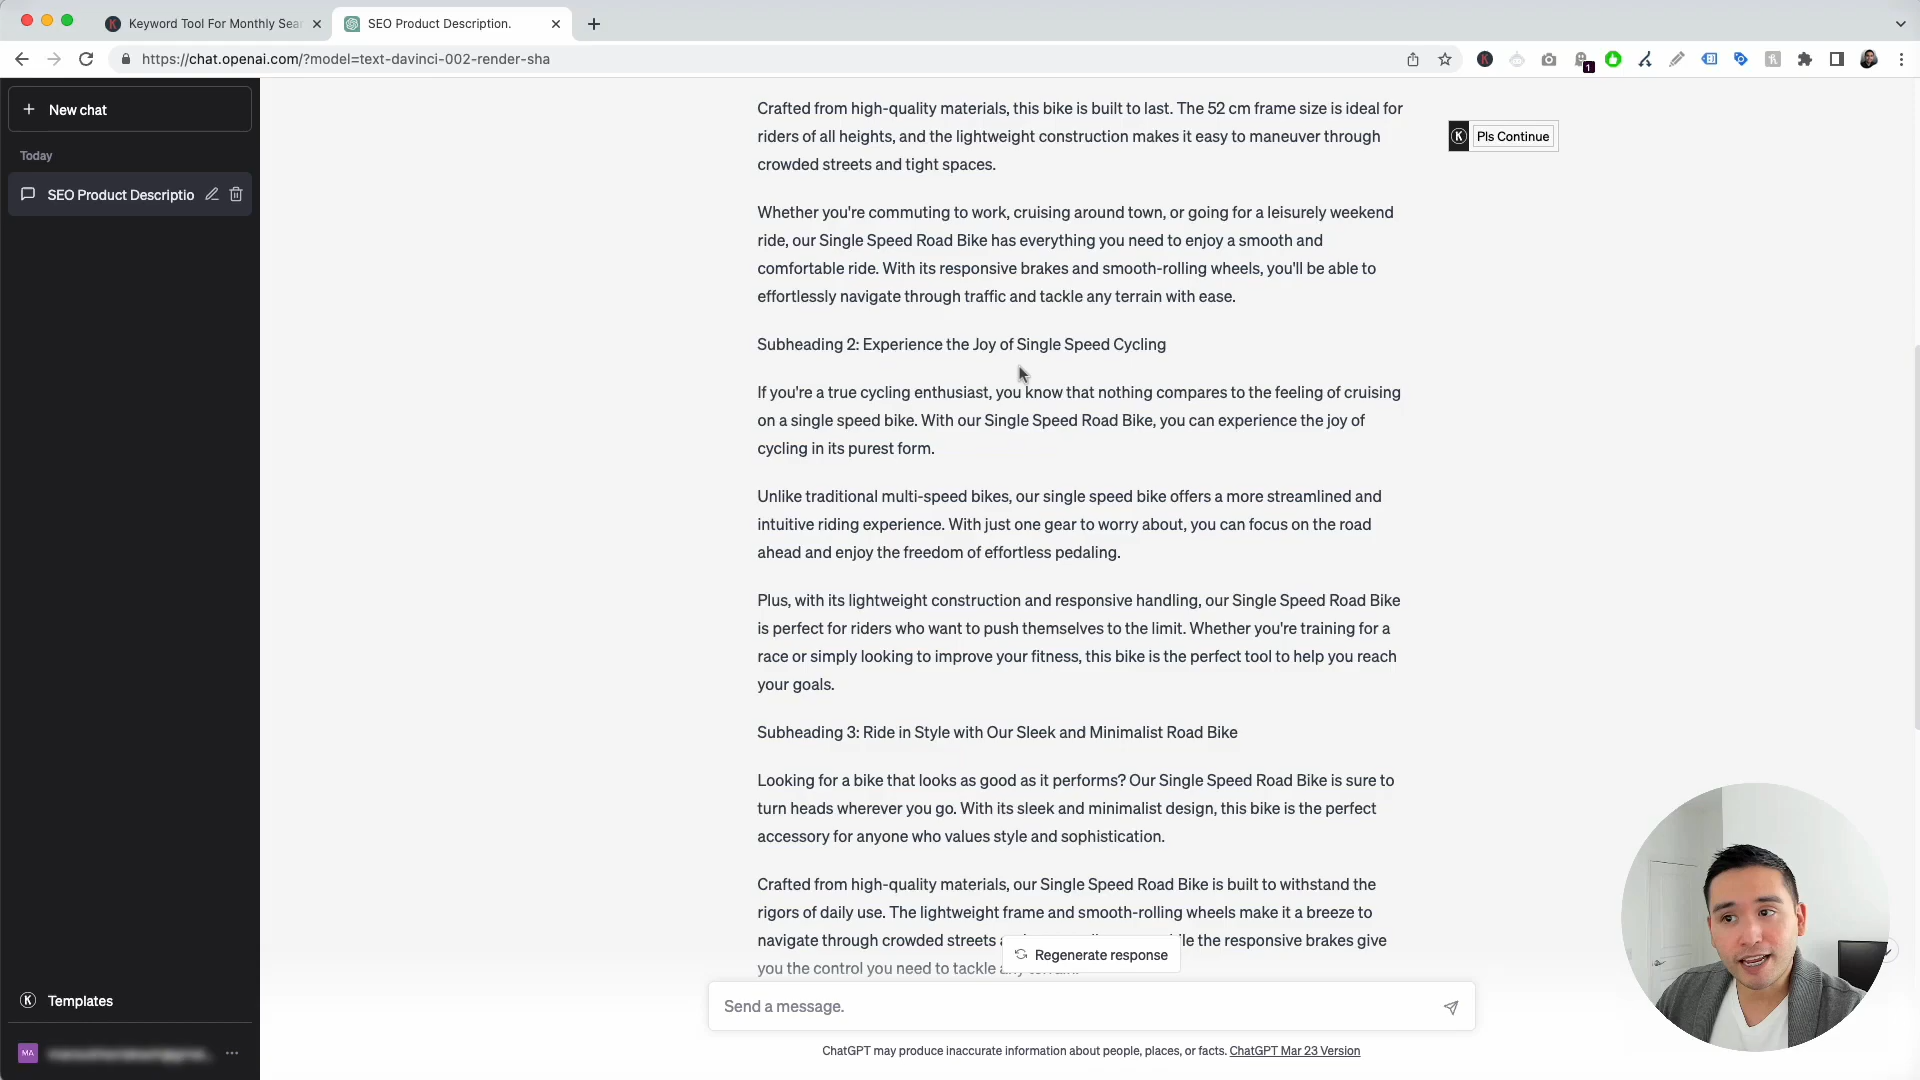 Keyword Tool For Monthly Sear
SEO Product Description.
https://chat.openai.com/?model=text-davinci-002-render-sha
1
New chat
Today
SEO Product Descriptio
Crafted from high-quality materials, this bike is built to last. The 52 cm frame size is ideal for
riders of all heights, and the lightweight construction makes it easy to maneuver through
crowded streets and tight spaces.
K Pls Continue
Whether you're commuting to work, cruising around town, or going for a leisurely weekend
ride, our Single Speed Road Bike has everything you need to enjoy a smooth and
comfortable ride. With its responsive brakes and smooth-rolling wheels, you'll be able to
effortlessly navigate through traffic and tackle any terrain with ease.
Subheading 2: Experience the Joy of Single Speed Cycling
If you're a true cycling enthusiast, you know that nothing compares to the feeling of cruising
on a single speed bike. With our Single Speed Road Bike, you can experience the joy of
cycling in its purest form.
Unlike traditional multi-speed bikes, our single speed bike offers a more streamlined and
intuitive riding experience. With just one gear to worry about, you can focus on the road
ahead and enjoy the freedom of effortless pedaling.
Plus, with its lightweight construction and responsive handling, our Single Speed Road Bike
is perfect for riders who want to push themselves to the limit. Whether you're training for a
race or simply looking to improve your fitness, this bike is the perfect tool to help you reach
your goals.
Subheading 3: Ride in Style with Our Sleek and Minimalist Road Bike
Looking for a bike that looks as good as it performs? Our Single Speed Road Bike is sure to
turn heads wherever you go. With its sleek and minimalist design, this bike is the perfect
accessory for anyone who values style and sophistication.
Crafted from high-quality materials, our Single Speed Road Bike is built to withstand the
rigors of daily use. The lightweight frame and smooth-rolling wheels make it a breeze to
navigate through crowded streets the responsive brakes give
you the control you need to tackle
Regenerate response
K Templates
Send a message.
MA
ChatGPT may produce inaccurate information about people, places, or facts. ChatGPT Mar 23 Version